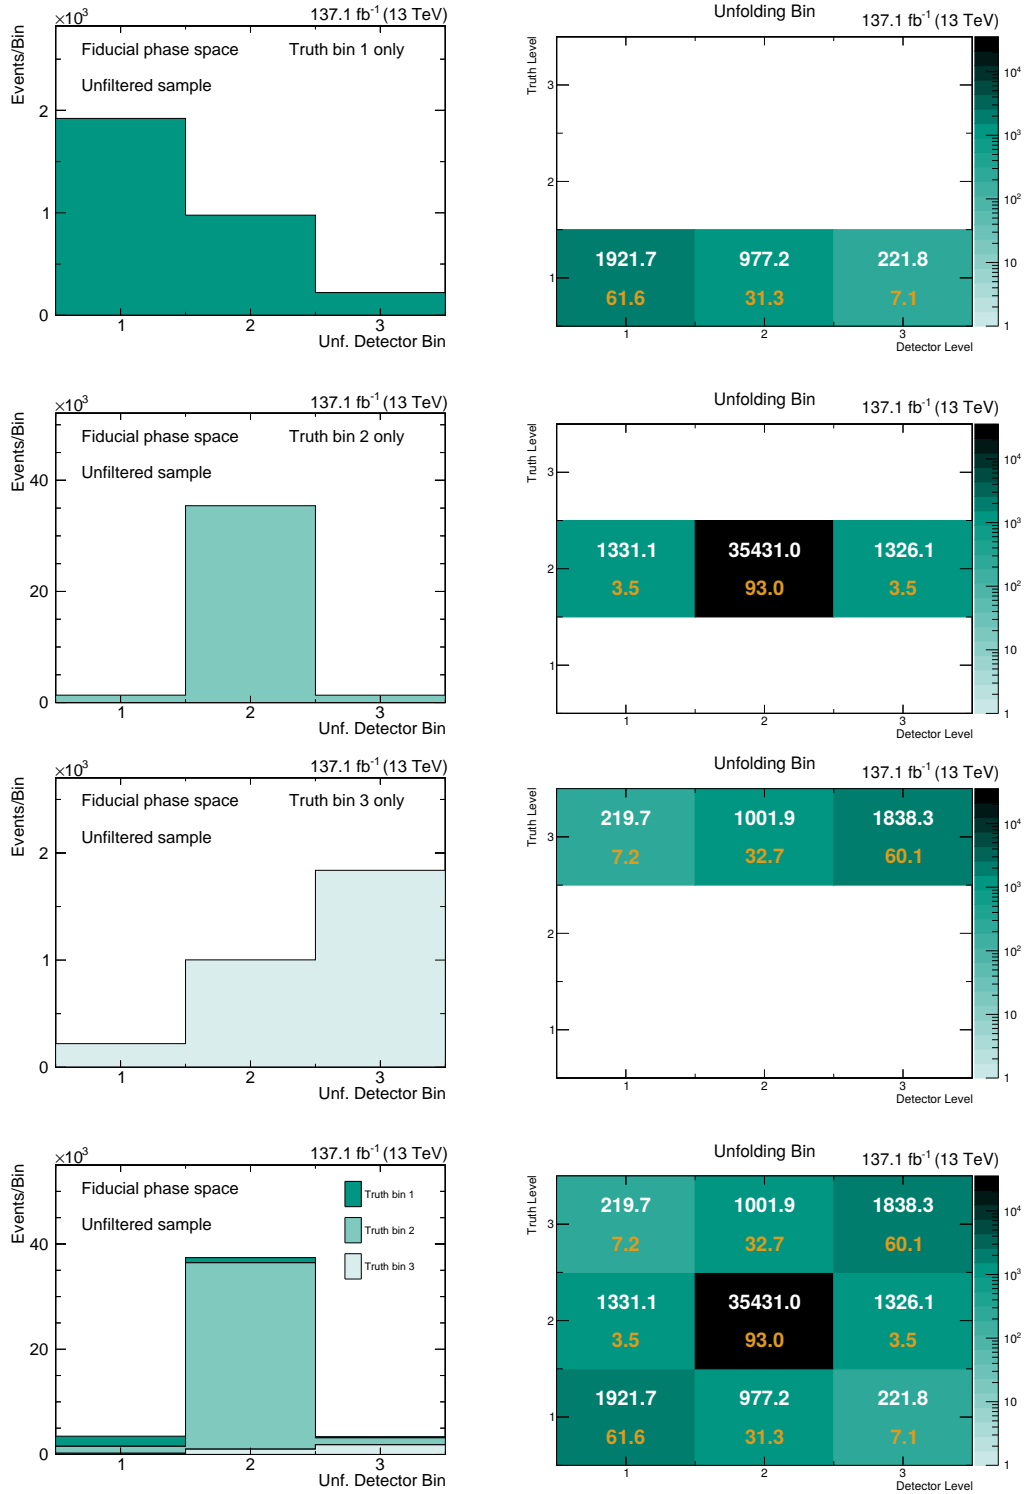 ×10³ 137.1 fb⁻¹ (13 TeV)
Events/Bin
Fiducial phase space Truth bin 1 only
Unfiltered sample
2
1
0
1 2 3
Unf. Detector Bin
Unfolding Bin 137.1 fb⁻¹ (13 TeV)
Truth Level
3
2
1
1921.7 977.2 221.8
61.6 31.3 7.1
1 2 3
Detector Level
10⁴
10³
10²
10
1
×10³ 137.1 fb⁻¹ (13 TeV)
Events/Bin
Fiducial phase space Truth bin 2 only
Unfiltered sample
40
20
0
1 2 3
Unf. Detector Bin
Unfolding Bin 137.1 fb⁻¹ (13 TeV)
Truth Level
3
2
1
1331.1 35431.0 1326.1
3.5 93.0 3.5
1 2 3
Detector Level
10⁴
10³
10²
10
1
×10³ 137.1 fb⁻¹ (13 TeV)
Events/Bin
Fiducial phase space Truth bin 3 only
Unfiltered sample
2
1
0
1 2 3
Unf. Detector Bin
Unfolding Bin 137.1 fb⁻¹ (13 TeV)
Truth Level
3
2
1
219.7 1001.9 1838.3
7.2 32.7 60.1
1 2 3
Detector Level
10⁴
10³
10²
10
1
×10³ 137.1 fb⁻¹ (13 TeV)
Events/Bin
Fiducial phase space
Unfiltered sample
Truth bin 1
Truth bin 2
Truth bin 3
40
20
0
1 2 3
Unf. Detector Bin
Unfolding Bin 137.1 fb⁻¹ (13 TeV)
Truth Level
3
2
1
219.7 1001.9 1838.3
7.2 32.7 60.1
1331.1 35431.0 1326.1
3.5 93.0 3.5
1921.7 977.2 221.8
61.6 31.3 7.1
1 2 3
Detector Level
10⁴
10³
10²
10
1